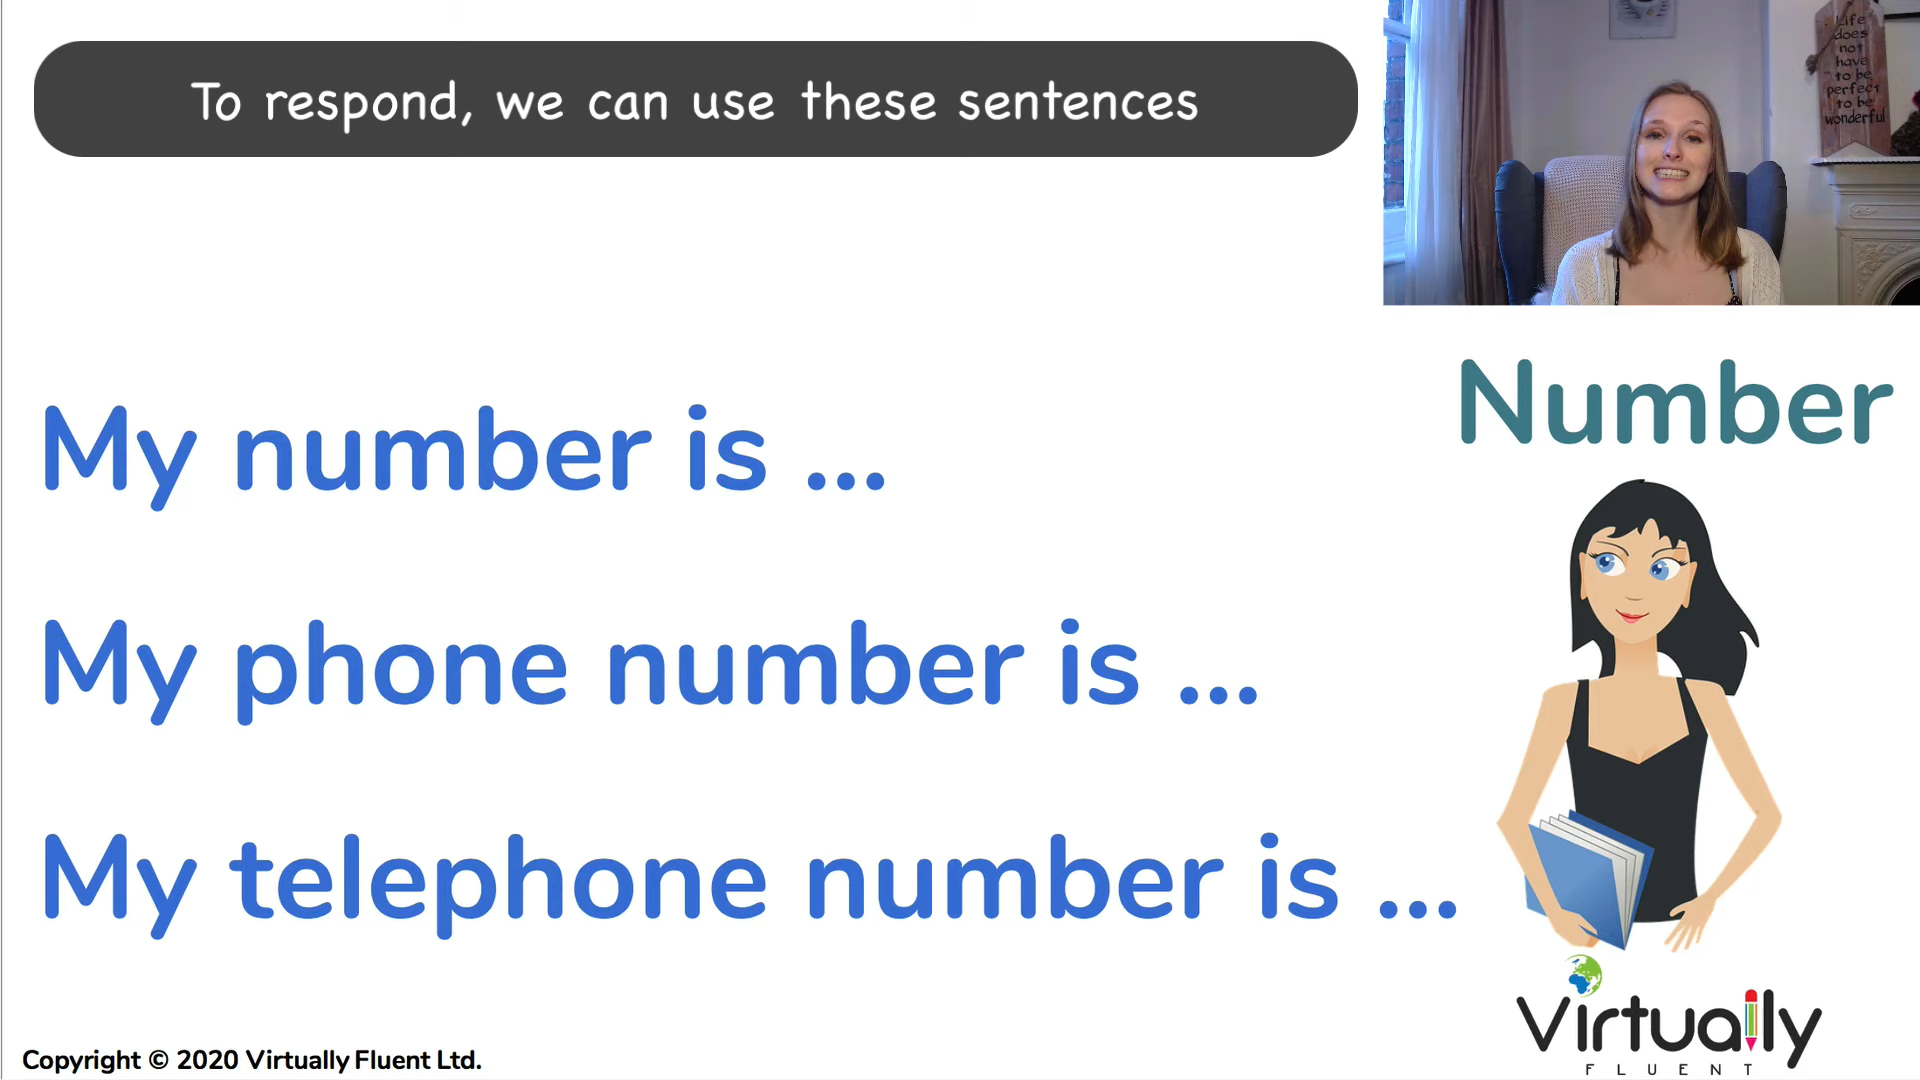 To respond, we can use these sentences
Life
does
not
have
to be
perfect
to be
wonderful
Number
My number is ...
My phone number is ...
My telephone number is ...
Virtually
FLUENT
Copyright © 2020 Virtually Fluent Ltd.